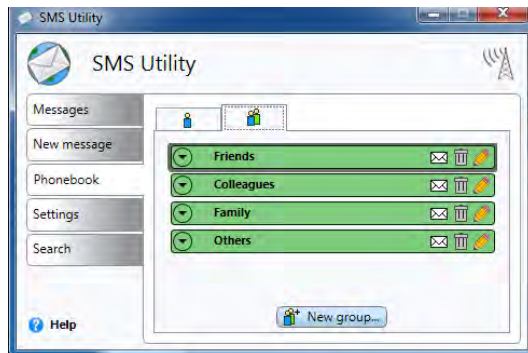 SMS Utility
SMS Utility
Messages
New message
Phonebook
Settings
Search
Help
Friends
Colleagues
Family
Others
New group...